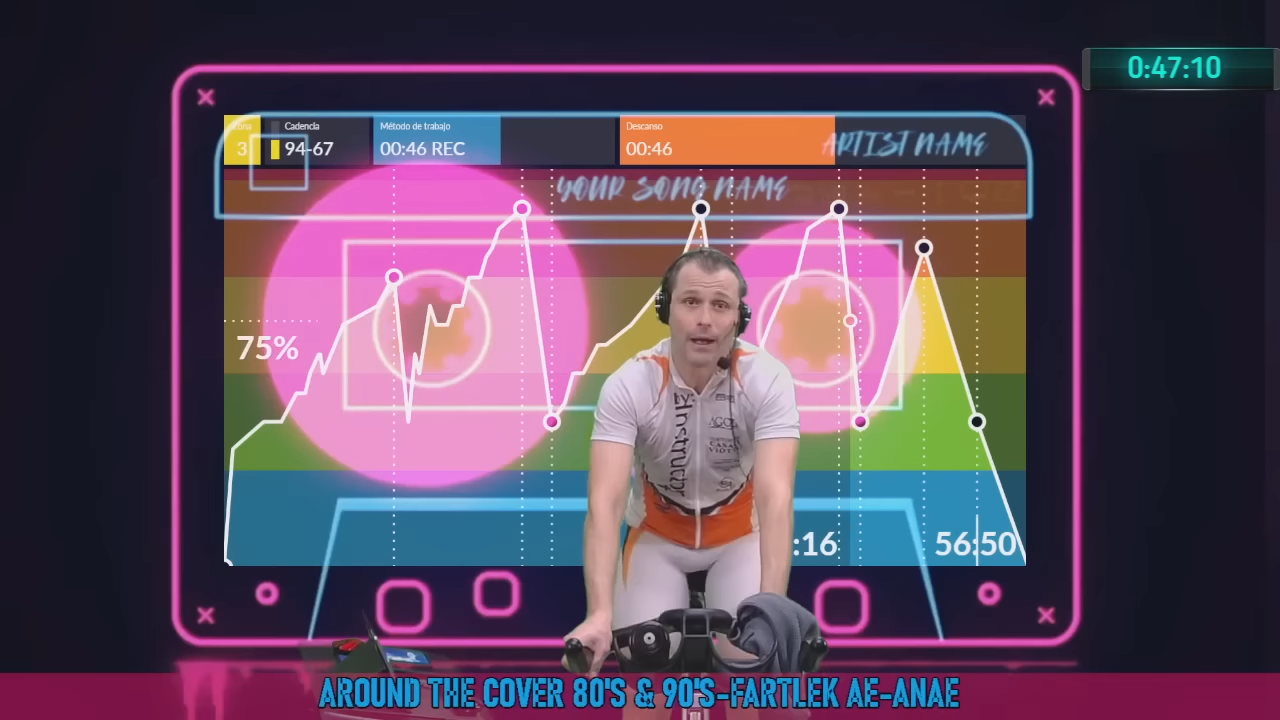 0:47:10
Zona
Cadencia
Método de trabajo
Descanso
3
94-67
00:46 REC
00:46
ARTIST NAME
YOUR SONG NAME
75%
:16
56:50
AROUND THE COVER 80'S & 90'S-FARTLEK AE-ANAE